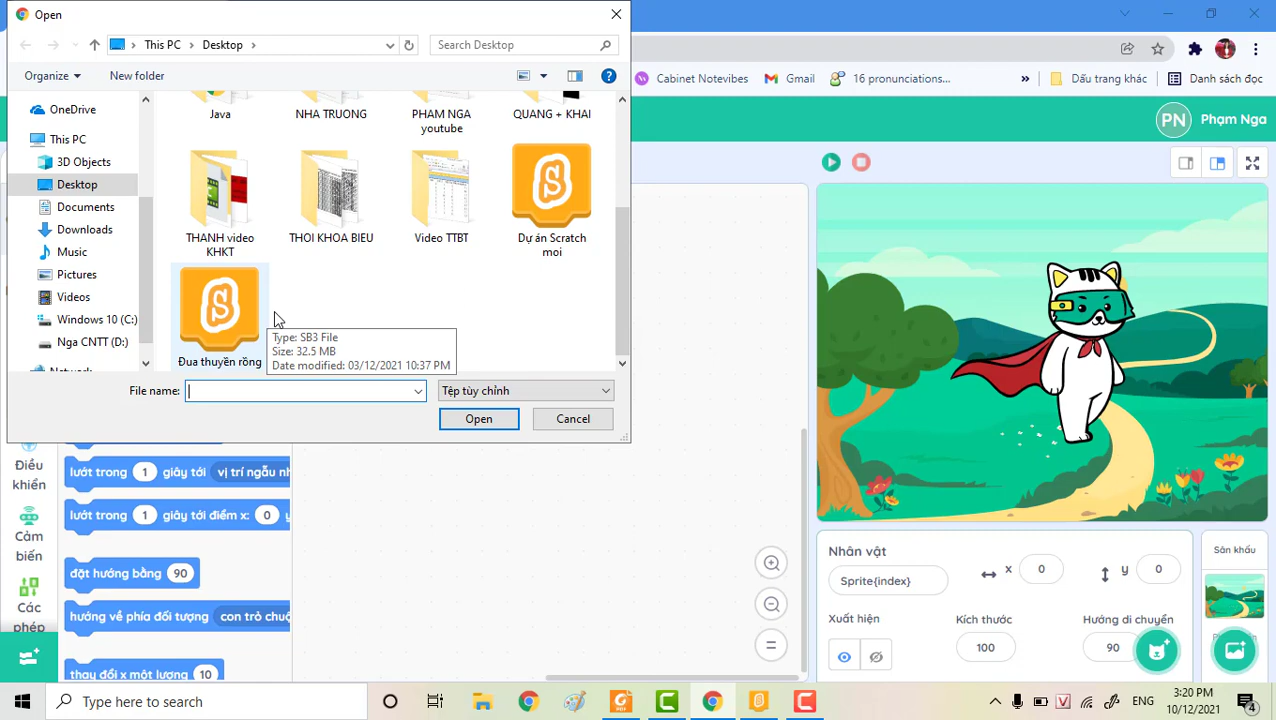 Open
This PC
Desktop
Search Desktop
Organize
New folder
OneDrive
This PC
3D Objects
Desktop
Documents
Downloads
Music
Pictures
Videos
Windows 10 (C:)
Nga CNTT (D:)
Java
NHA TRUONG
PHAM NGA
youtube
QUANG + KHAI
THANH video
KHKT
THOI KHOA BIEU
Video TTBT
Dự án Scratch
moi
Đua thuyền rồng
Type: SB3 File
Size: 32.5 MB
Date modified: 03/12/2021 10:37 PM
File name:
Tệp tùy chỉnh
Open
Cancel
Cabinet Notevibes
Gmail
16 pronunciations...
»
Dấu trang khác
Danh sách đọc
PN
Phạm Nga
Điều
khiển
Cảm
biến
Các
phép
lướt trong 1 giây tới vị trí ngẫu nh
lướt trong 1 giây tới điểm x: 0 y
đặt hướng bằng 90
hướng về phía đối tượng con trỏ chuộ
thay đổi x một lượng 10
Nhân vật
Sprite{index}
x 0
y 0
Xuất hiện
Kích thước
100
Hướng di chuyển
90
Sân khấu
Type here to search
ENG
3:20 PM
10/12/2021
4